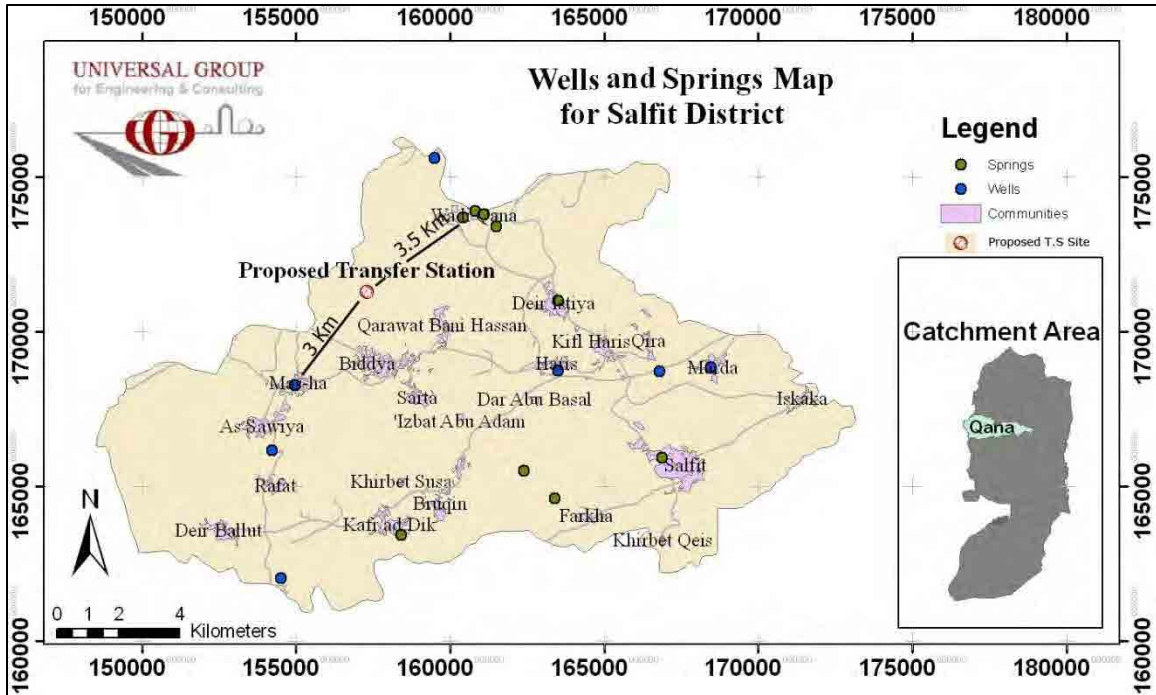 150000 155000 160000 165000 170000 175000 180000
UNIVERSAL GROUP
for Engineering & Consulting
Wells and Springs Map
for Salfit District
Legend
Springs
Wells
Communities
Proposed T.S Site
175000
175000
3.5 Km
Proposed Transfer Station
Deir Istiya
Qarawat Bani Hassan
170000
170000
3 Km
Kifl Haris
Qira
Biddya
Haris
Marda
Mas-ha
Sarta
Dar Abu Basal
Iskaka
'Izbat Abu Adam
As Sawiya
Salfit
Rafat
Khirbet Susa
165000
165000
Bruqin
Farkha
Deir Ballut
Kafr ad Dik
Khirbet Qeis
N
0 1 2 4
Kilometers
Catchment Area
Qana
160000
160000
150000 155000 160000 165000 170000 175000 180000